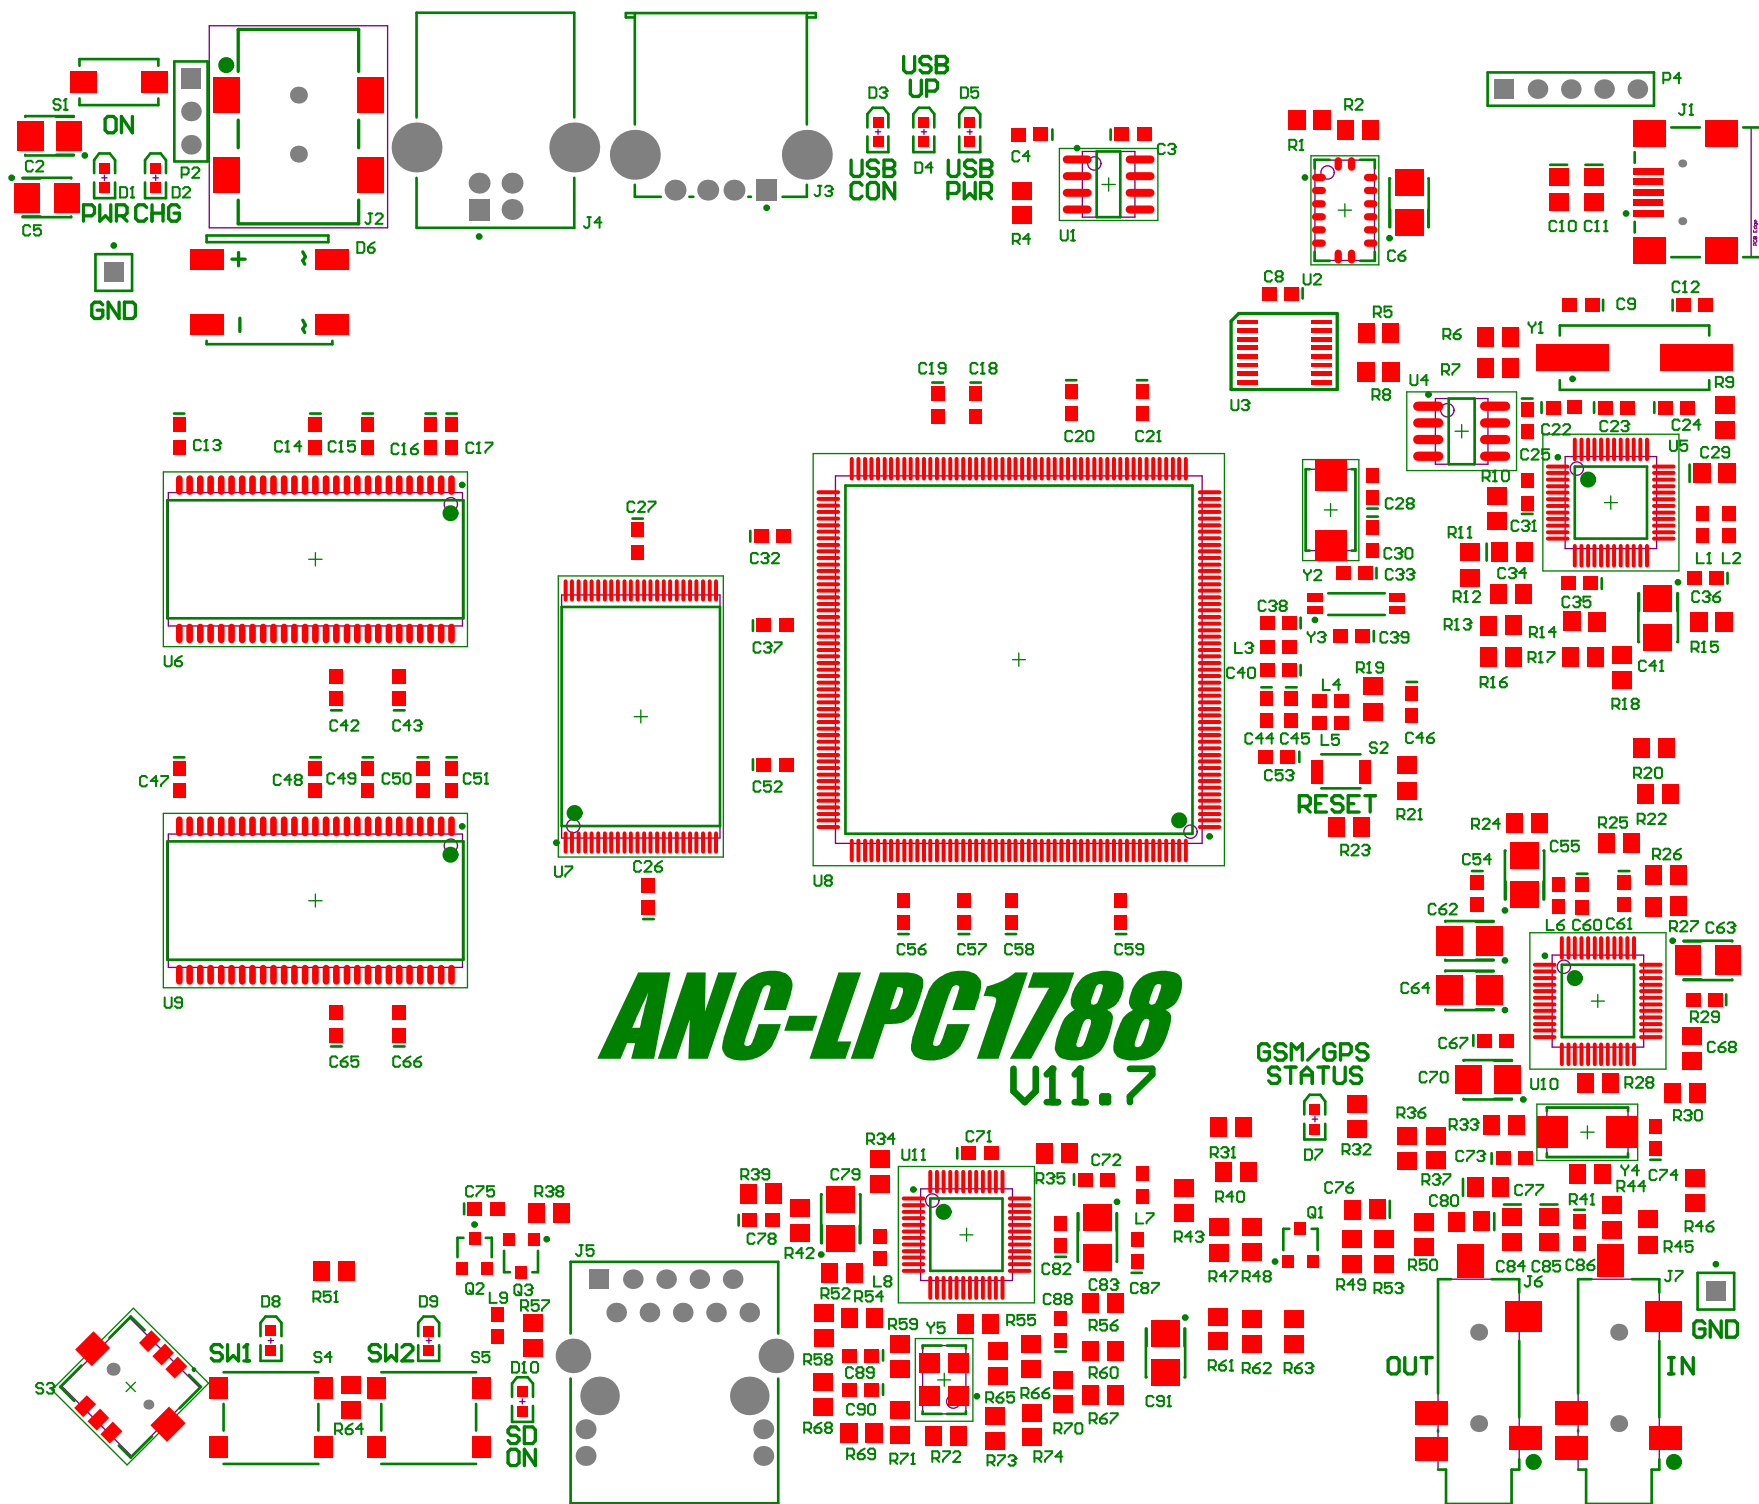 USB
UP
D3
D5
P4
J1
S1
ON
R2
C2
D1
D2
P2
PWR
CHG
J2
J4
J3
USB
CON
D4
USB
PWR
C4
C3
R1
C5
R4
U1
C6
C10
C11
PCB Edge
D6
GND
C8
U2
C9
C12
R5
R6
Y1
R7
C19
C18
U3
R8
U4
R9
C13
C14
C15
C16
C17
C20
C21
C22
C23
C24
U5
C25
C29
R10
C27
C28
C31
R11
C32
C30
L1
L2
Y2
C33
C34
R12
C35
C36
C38
Y3
C39
R13
R14
R15
C37
L3
C40
U6
R19
R16
R17
C41
L4
R18
C42
C43
C44
C45
L5
S2
C46
C47
C48
C49
C50
C51
C52
C53
RESET
R20
R21
R22
R23
R24
R25
C55
C54
R26
U7
C26
U8
C62
L6
C60
C61
R27
C63
C56
C57
C58
C59
C64
U9
R29
ANC-LPC1788
V11.7
C65
C66
GSM/GPS
STATUS
C67
C68
C70
U10
R28
R30
R36
R33
D7
R32
R34
U11
C71
C72
R31
R35
C73
Y4
C74
R39
C79
R40
R37
C80
C77
R41
R44
C75
R38
C76
Q1
L7
R46
C78
R42
R43
J5
C82
R47
R48
R50
C84
C85
C86
R45
L8
C83
C87
R49
R53
J6
J7
Q2
Q3
R51
R52
R54
C88
D8
D9
L9
R57
R59
Y5
R55
R56
GND
SW1
S4
SW2
S5
D10
R58
C89
R60
R61
R62
R63
OUT
IN
S3
R65
R66
R64
R68
C90
R70
R67
C91
SD
ON
R69
R71
R72
R73
R74